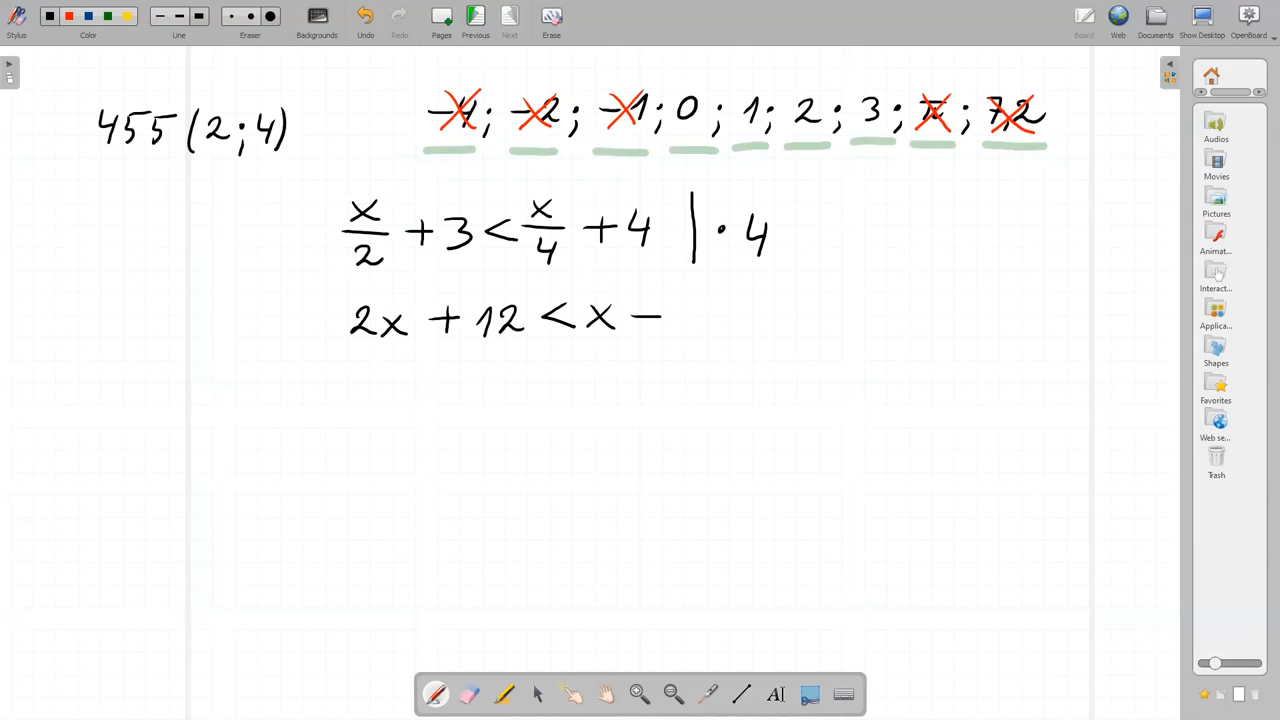 Stylus Color Line Eraser Backgrounds Undo Redo Pages Previous Next Erase Board Web Documents Show Desktop OpenBoard
455 (2;4)
-4; -2; -1; 0; 1; 2; 3; π; 7,2
x/2 + 3 < x/4 + 4 | · 4
2x + 12 < x -
Audios
Movies
Pictures
Animat...
Interact...
Applica...
Shapes
Favorites
Web se...
Trash
AI